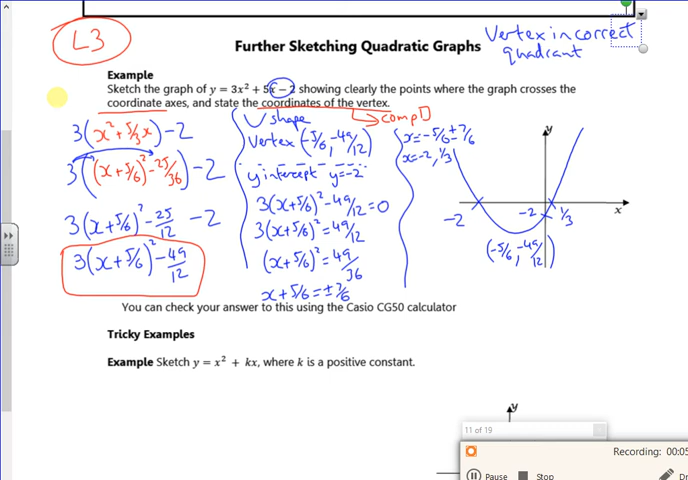 L3
Further Sketching Quadratic Graphs
Vertex in correct
quadrant
Example
Sketch the graph of y = 3x² + 5x − 2 showing clearly the points where the graph crosses the
coordinate axes, and state the coordinates of the vertex.
3(x² + 5/3 x) − 2
3((x + 5/6)² − 25/36) − 2
3(x + 5/6)² − 25/12 − 2
3(x + 5/6)² − 49/12
∪ shape
comp □
Vertex (−5/6, −49/12)
y intercept y = −2
3(x + 5/6)² − 49/12 = 0
3(x + 5/6)² = 49/12
(x + 5/6)² = 49/36
x + 5/6 = ± 7/6
x = −5/6 ± 7/6
x = −2, 1/3
y
x
−2
−2
1/3
(−5/6, −49/12)
You can check your answer to this using the Casio CG50 calculator
Tricky Examples
Example Sketch y = x² + kx, where k is a positive constant.
y
11 of 19
Recording: 00:05
Pause
Stop